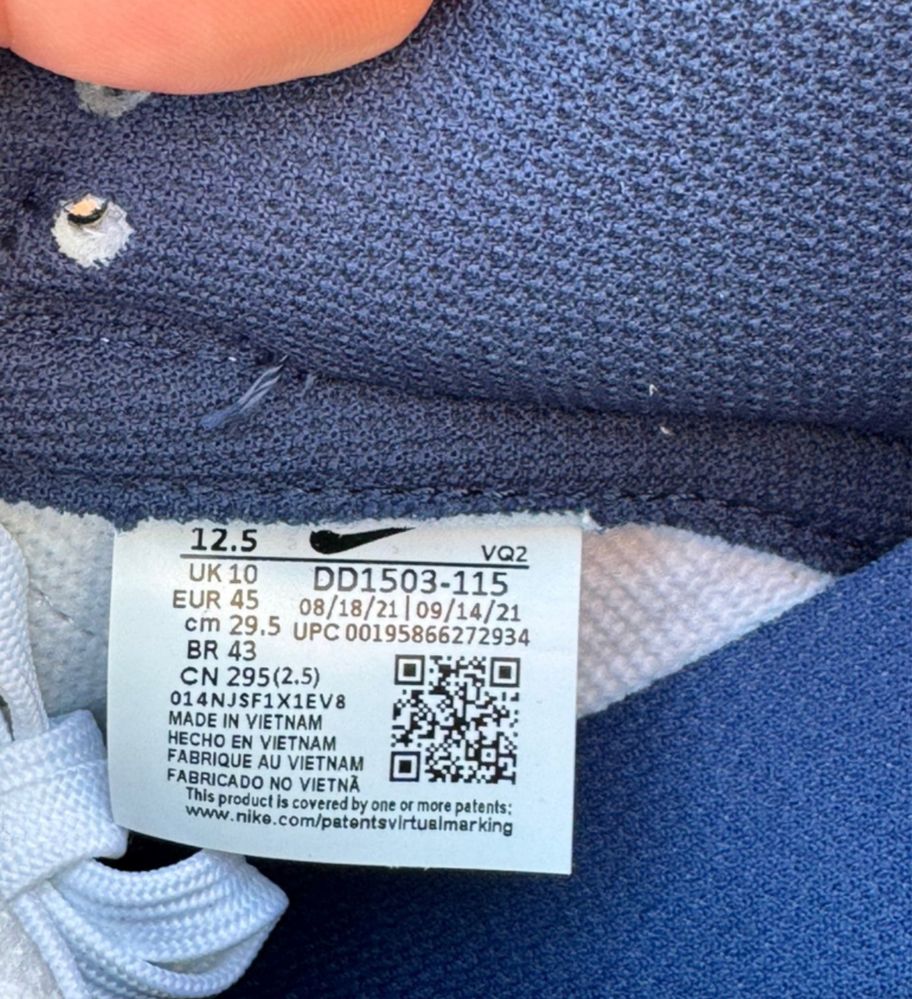 12.5
VQ2
UK 10
DD1503-115
EUR 45
08/18/21 | 09/14/21
cm 29.5
UPC 00195866272934
BR 43
CN 295(2.5)
014NJSF1X1EV8
MADE IN VIETNAM
HECHO EN VIETNAM
FABRIQUE AU VIETNAM
FABRICADO NO VIETNÃ
This product is covered by one or more patents:
www.nike.com/patentsvirtualmarking